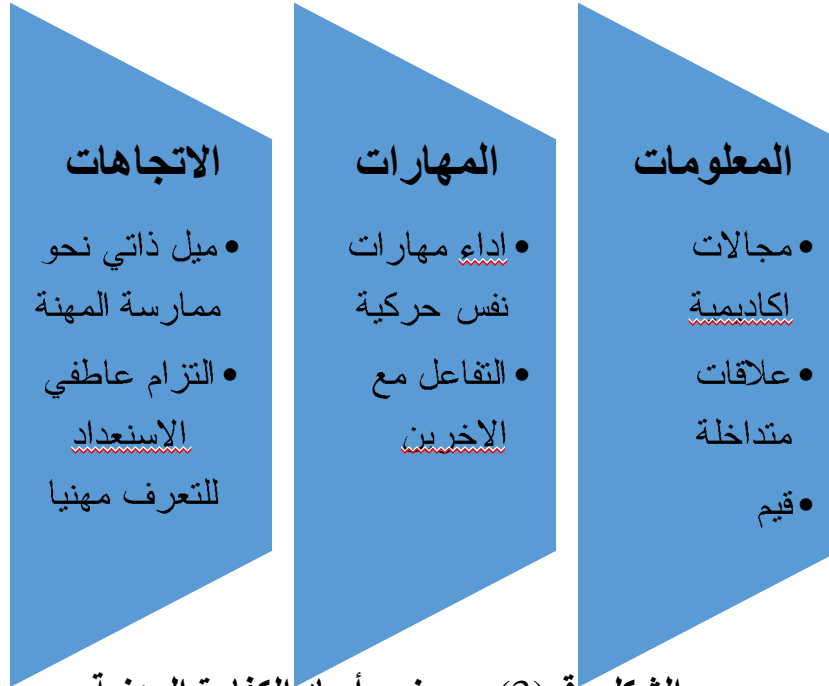 المعلومات
•مجالات
اكاديمية
•علاقات
متداخلة
•قيم
المهارات
•اداء مهارات
نفس حركية
•التفاعل مع
الاخرين
الاتجاهات
•ميل ذاتي نحو
ممارسة المهنة
•التزام عاطفي
الاستعداد
للتعرف مهنيا
(2)